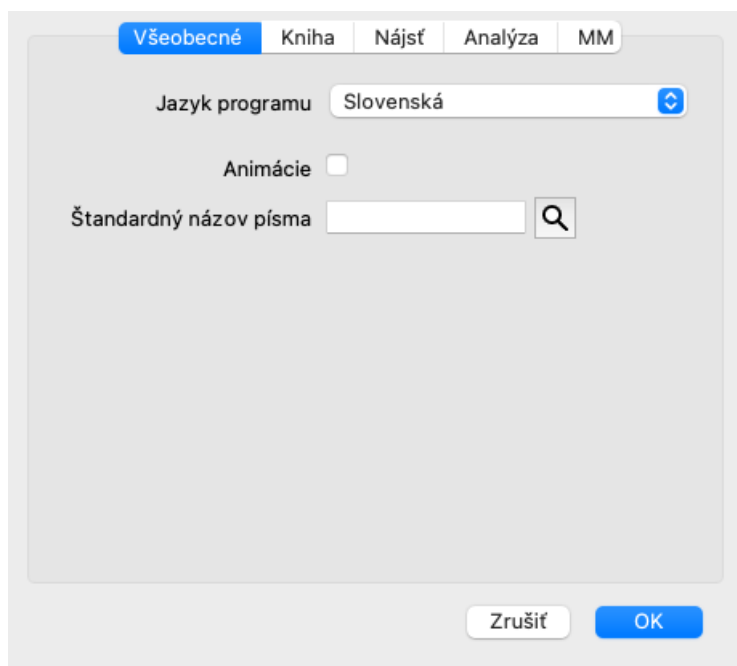 Všeobecné Kniha Nájsť Analýza MM
Jazyk programu Slovenská
Animácie
Štandardný názov písma
Zrušiť OK